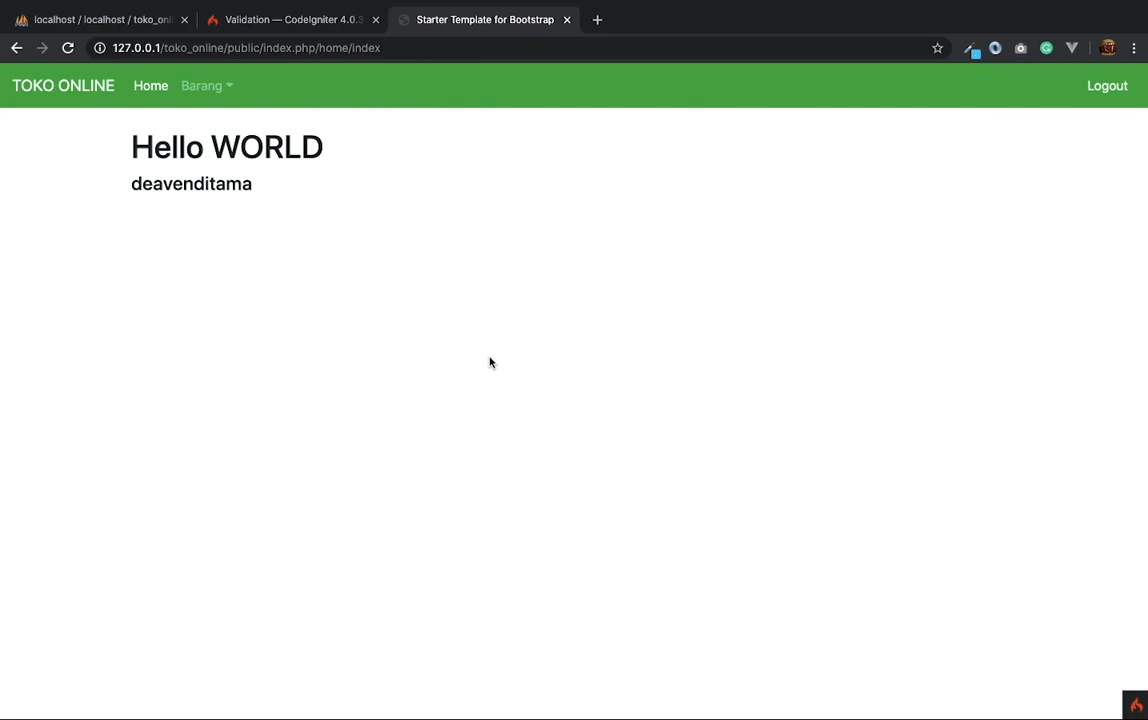 localhost / localhost / toko_onli
Validation — CodeIgniter 4.0.3
Starter Template for Bootstrap
127.0.0.1/toko_online/public/index.php/home/index
TOKO ONLINE Home Barang Logout
Hello WORLD
deavenditama